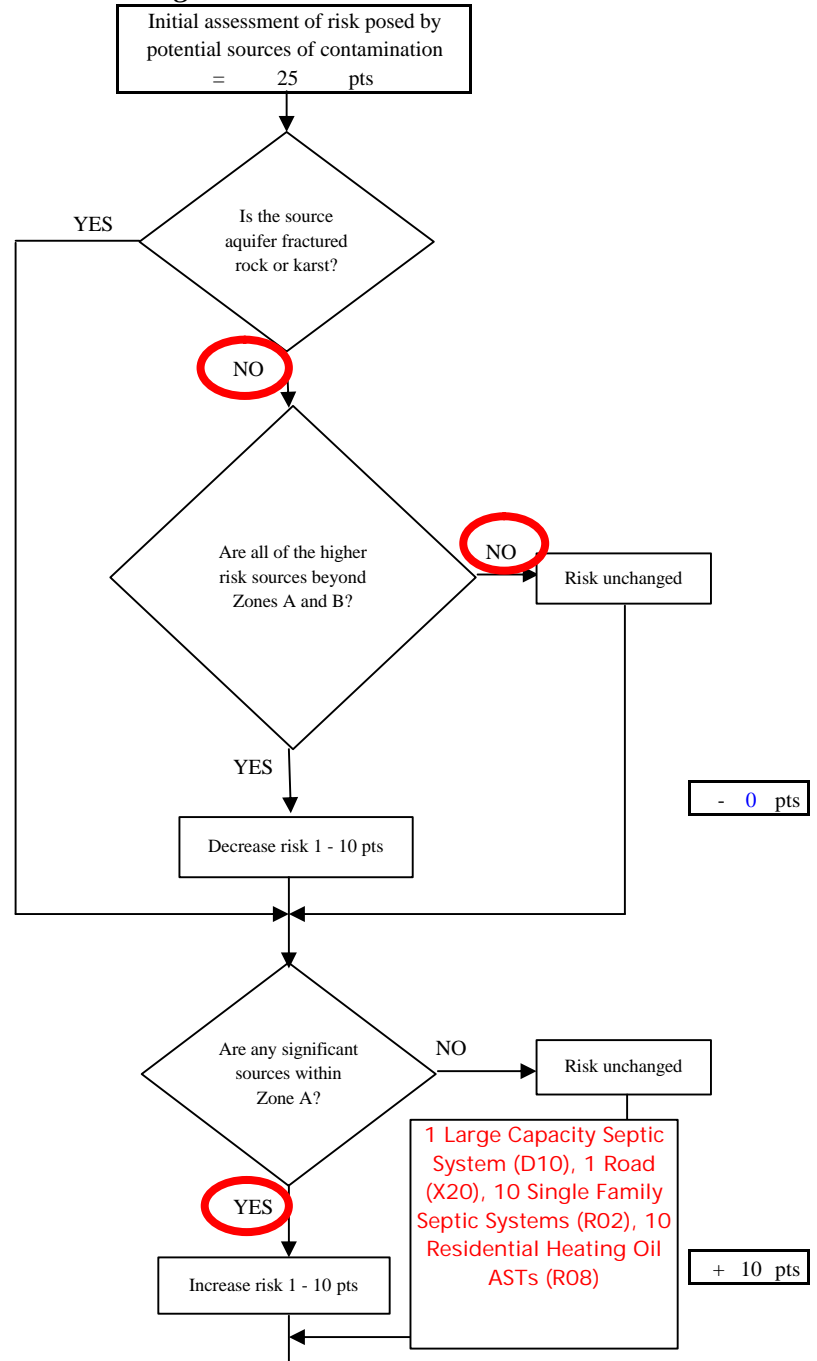 Initial assessment of risk posed by
potential sources of contamination
= 25 pts
Is the source
aquifer fractured
rock or karst?
YES
NO
Are all of the higher
risk sources beyond
Zones A and B?
NO
Risk unchanged
YES
- 0 pts
Decrease risk 1 - 10 pts
Are any significant
sources within
Zone A?
NO
Risk unchanged
1 Large Capacity Septic
System (D10), 1 Road
(X20), 10 Single Family
Septic Systems (R02), 10
Residential Heating Oil
ASTs (R08)
YES
Increase risk 1 - 10 pts
+ 10 pts